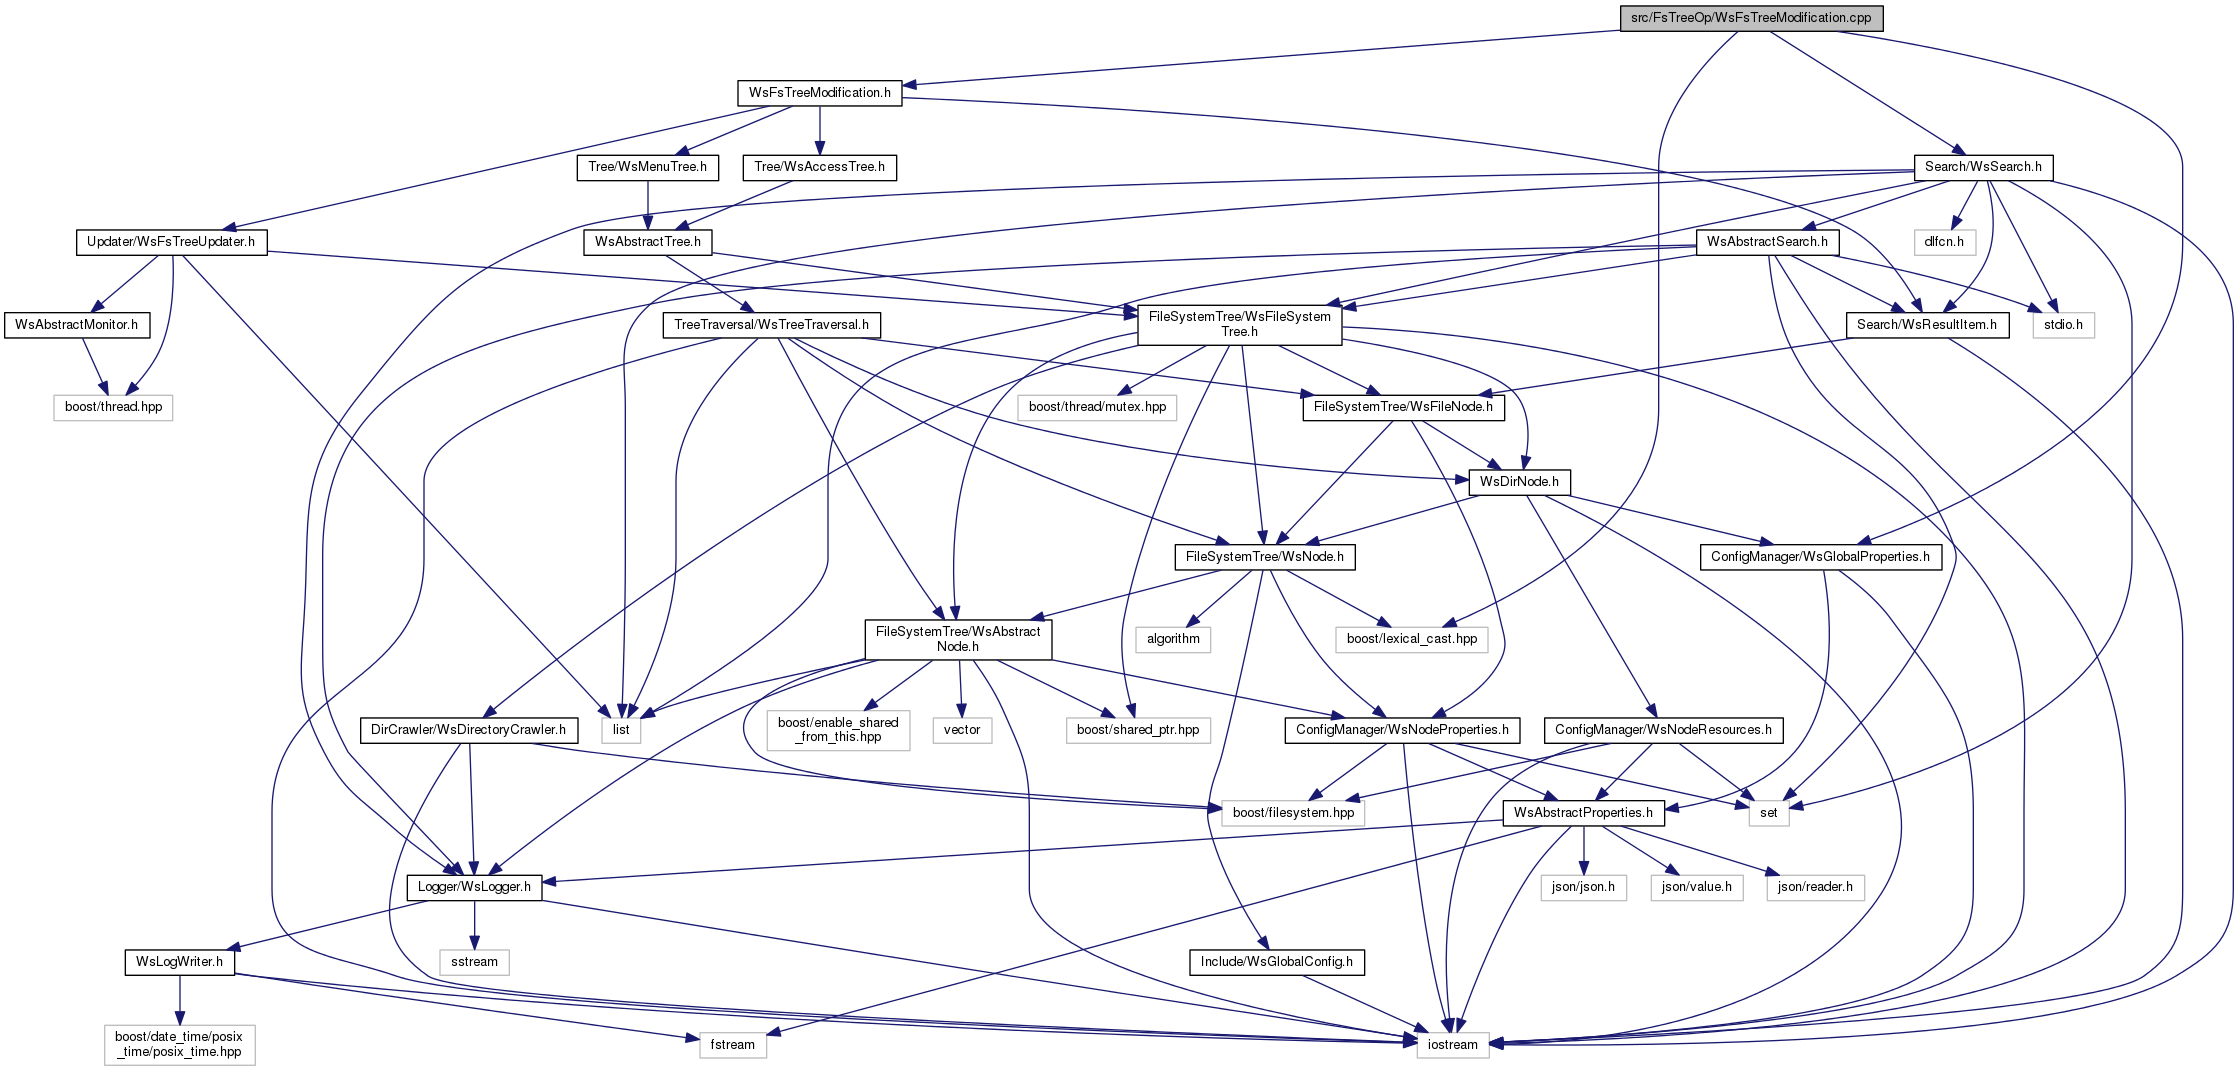 src/FsTreeOp/WsFsTreeModification.cpp
WsFsTreeModification.h
Tree/WsMenuTree.h
Tree/WsAccessTree.h
Search/WsSearch.h
Updater/WsFsTreeUpdater.h
WsAbstractTree.h
WsAbstractSearch.h
dlfcn.h
WsAbstractMonitor.h
TreeTraversal/WsTreeTraversal.h
FileSystemTree/WsFileSystem
Tree.h
Search/WsResultItem.h
stdio.h
boost/thread.hpp
boost/thread/mutex.hpp
FileSystemTree/WsFileNode.h
WsDirNode.h
FileSystemTree/WsNode.h
ConfigManager/WsGlobalProperties.h
FileSystemTree/WsAbstract
Node.h
algorithm
boost/lexical_cast.hpp
DirCrawler/WsDirectoryCrawler.h
list
boost/enable_shared
_from_this.hpp
vector
boost/shared_ptr.hpp
ConfigManager/WsNodeProperties.h
ConfigManager/WsNodeResources.h
boost/filesystem.hpp
WsAbstractProperties.h
set
Logger/WsLogger.h
json/json.h
json/value.h
json/reader.h
WsLogWriter.h
sstream
Include/WsGlobalConfig.h
boost/date_time/posix
_time/posix_time.hpp
fstream
iostream